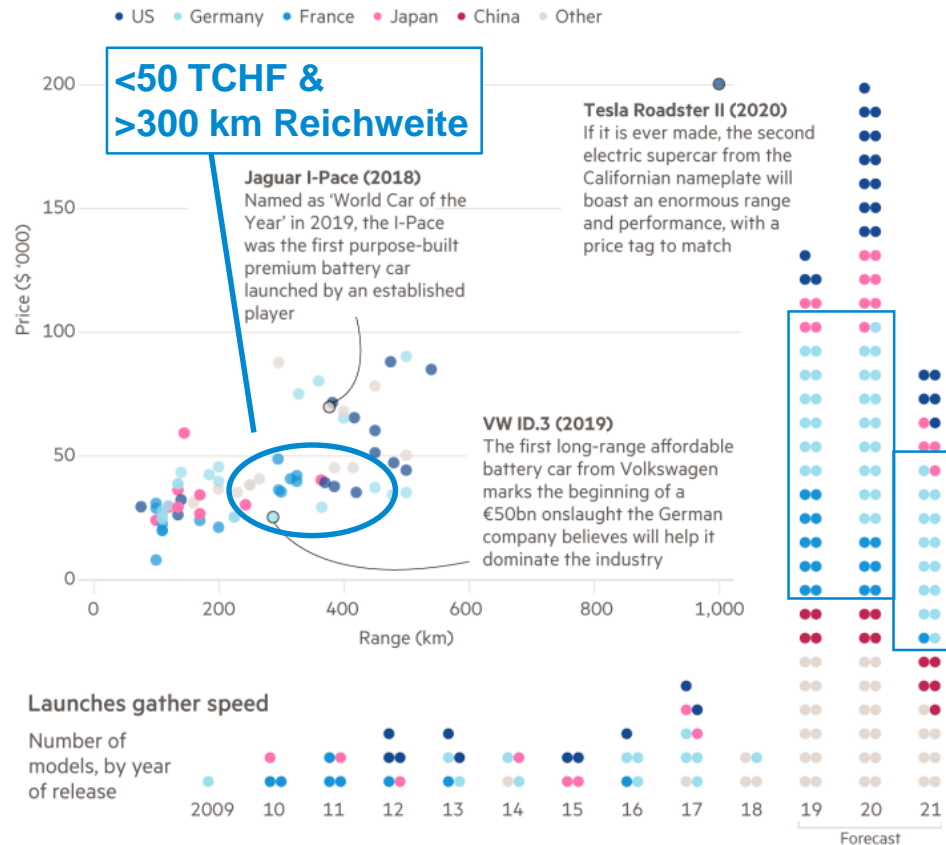 US Germany France Japan China Other
<50 TCHF &
>300 km Reichweite
200
150
100
50
0
Price ($ '000)
Jaguar I-Pace (2018)
Named as ‘World Car of the
Year’ in 2019, the I-Pace
was the first purpose-built
premium battery car
launched by an established
player
Tesla Roadster II (2020)
If it is ever made, the second
electric supercar from the
Californian nameplate will
boast an enormous range
and performance, with a
price tag to match
VW ID.3 (2019)
The first long-range affordable
battery car from Volkswagen
marks the beginning of a
€50bn onslaught the German
company believes will help it
dominate the industry
0 200 400 600 800 1,000
Range (km)
Launches gather speed
Number of
models, by year
of release
2009 10 11 12 13 14 15 16 17 18 19 20 21
Forecast